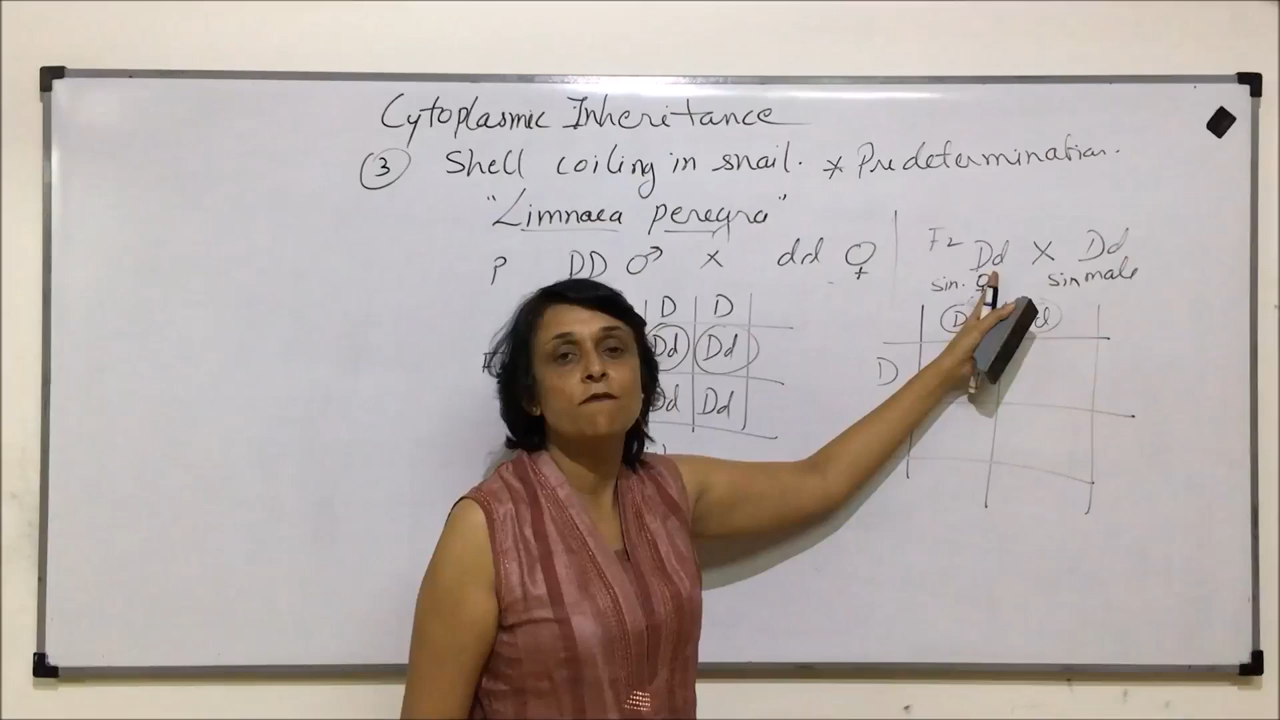 Cytoplasmic Inheritance
3 Shell coiling in snail. * Predetermination.
"Limnaea peregra"
P DD ♂ × dd ♀
D D
Dd Dd
Dd Dd
F2 Dd × Dd
sin. ♀ sin male
D d
D